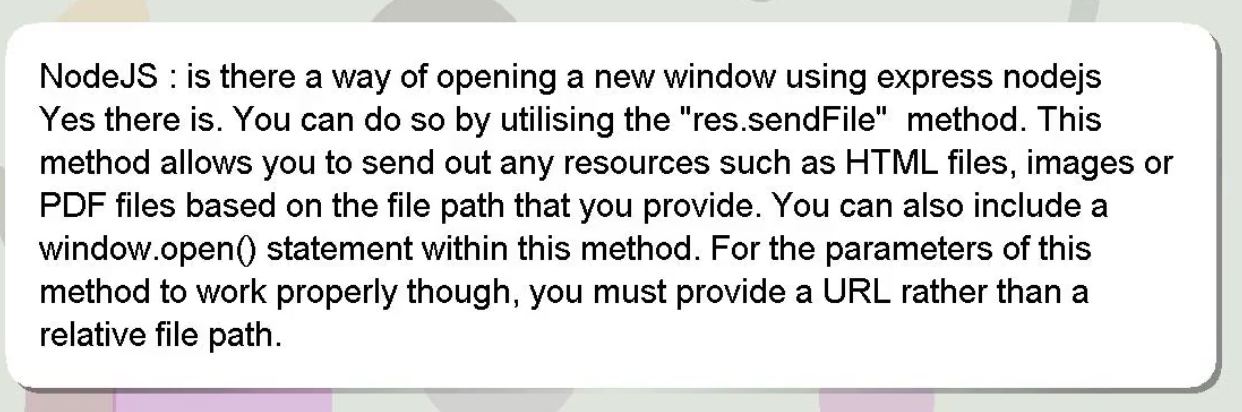 NodeJS : is there a way of opening a new window using express nodejs
Yes there is. You can do so by utilising the "res.sendFile"  method. This
method allows you to send out any resources such as HTML files, images or
PDF files based on the file path that you provide. You can also include a
window.open() statement within this method. For the parameters of this
method to work properly though, you must provide a URL rather than a
relative file path.